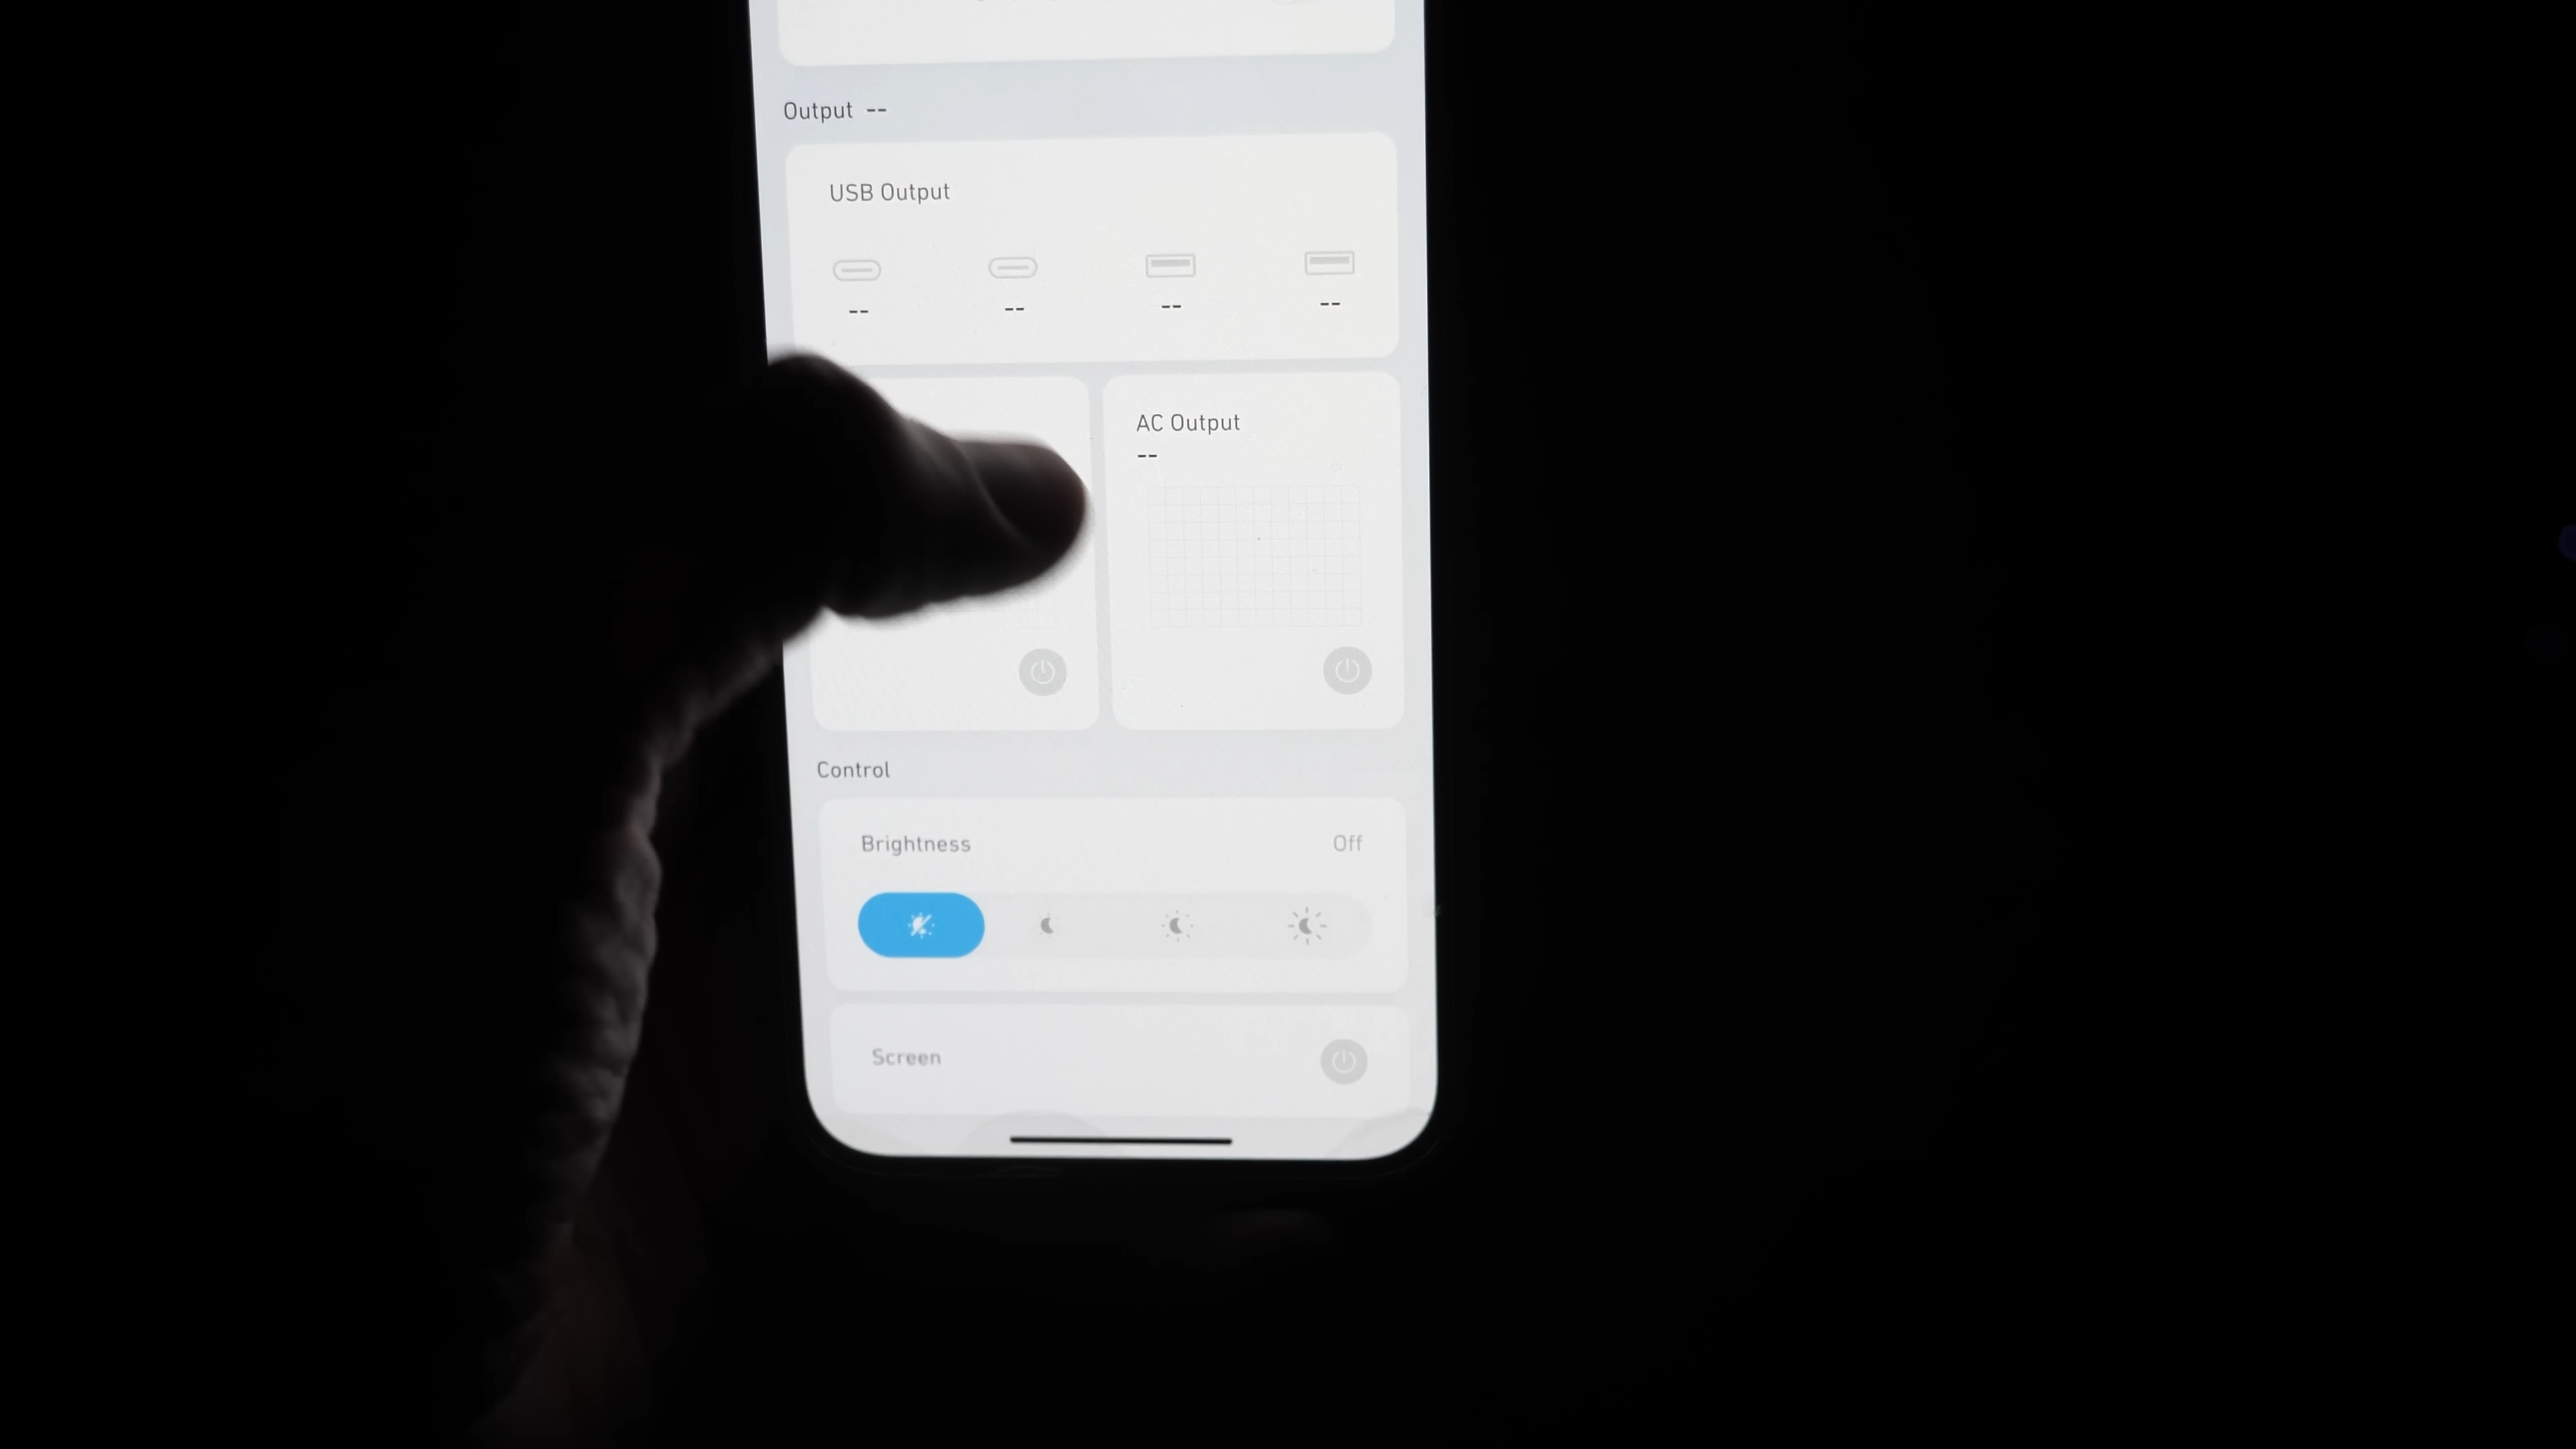 Output --
USB Output
-- -- -- --
AC Output
--
Control
Brightness Off
Screen